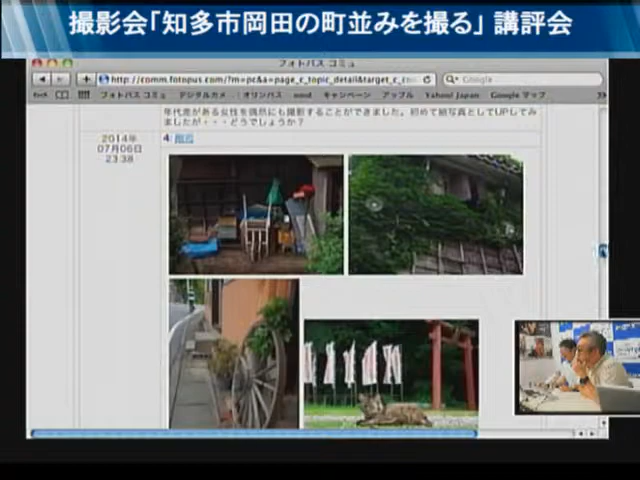 撮影会「知多市岡田の町並みを撮る」 講評会
フォトパス コミュ
http://comm.fotopus.com/?m=pc&a=page_c_topic_detail&target_c_co
Google
フォトパス コミュ デジタルカメ オリンパス キャンペーン アップル Yahoo! Japan Google マップ
年代差がある女性を偶然にも撮影することができました。初めて組写真としてUPしてみ
ましたが・・・どうでしょうか？
2014年
07月06日
23:38
4: